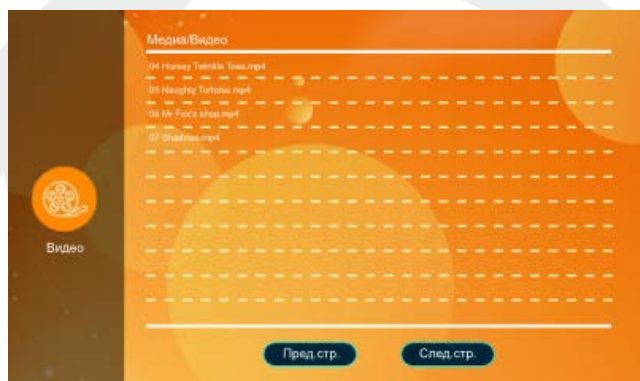 Медиа/Видео
04 Horsey Twinkle Toes.mp4
05 Naughty Tortoise.mp4
06 Mr Fox's shop.mp4
07 Shadows.mp4
Видео
Пред.стр.
След.стр.